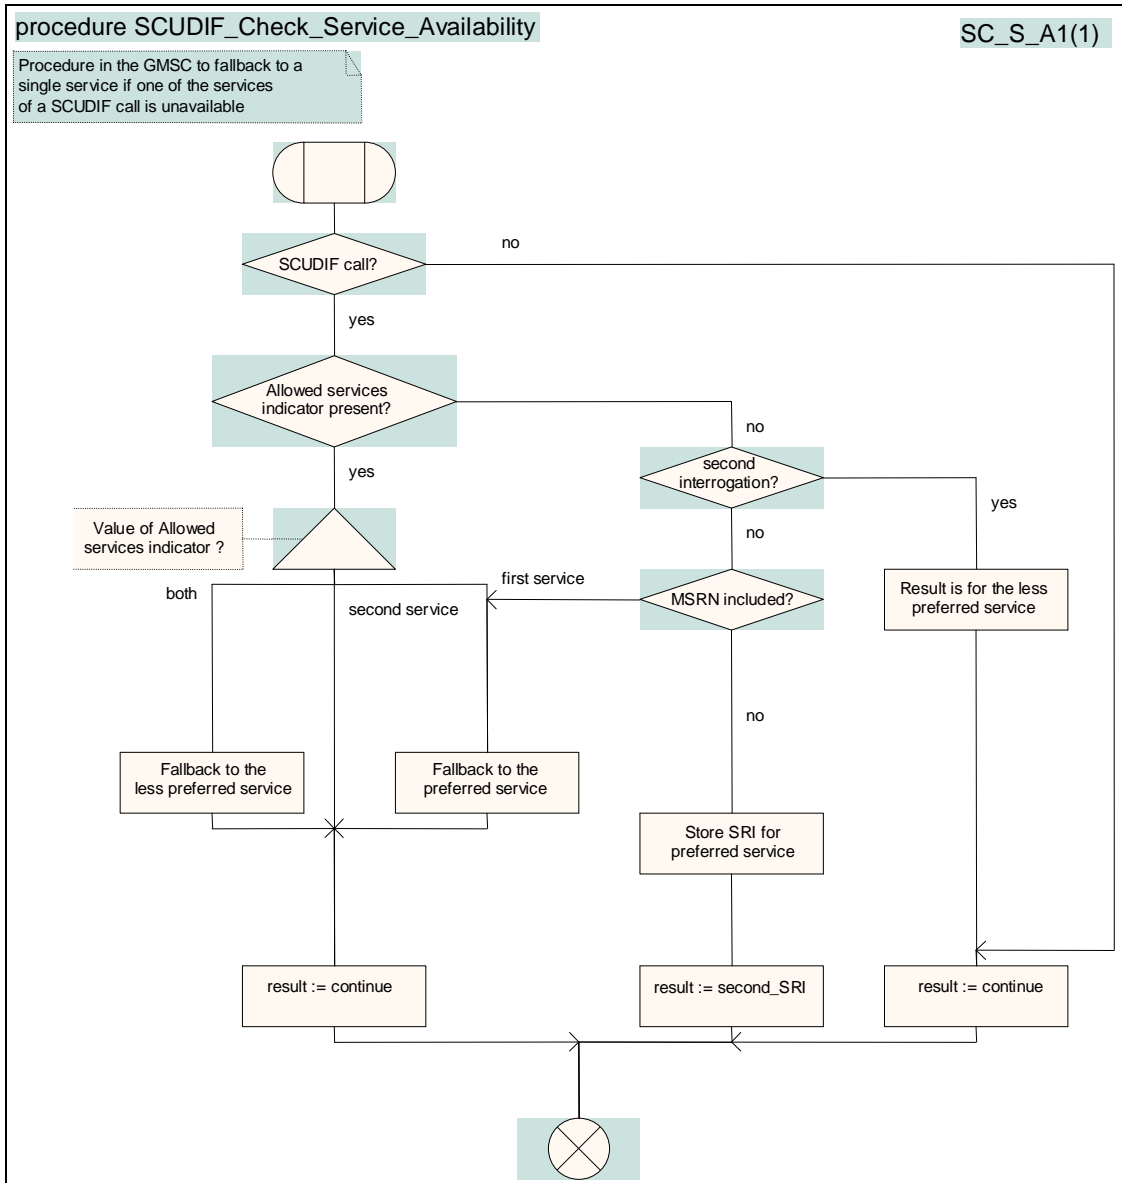 procedure SCUDIF_Check_Service_Availability
SC_S_A1(1)
Procedure in the GMSC to fallback to a
single service if one of the services
of a SCUDIF call is unavailable
no
SCUDIF call?
yes
Allowed services
indicator present?
no
yes
second
interrogation?
yes
Value of Allowed
services indicator ?
no
first service
both
second service
MSRN included?
Result is for the less
preferred service
no
Fallback to the
less preferred service
Fallback to the
preferred service
Store SRI for
preferred service
result := continue
result := second_SRI
result := continue